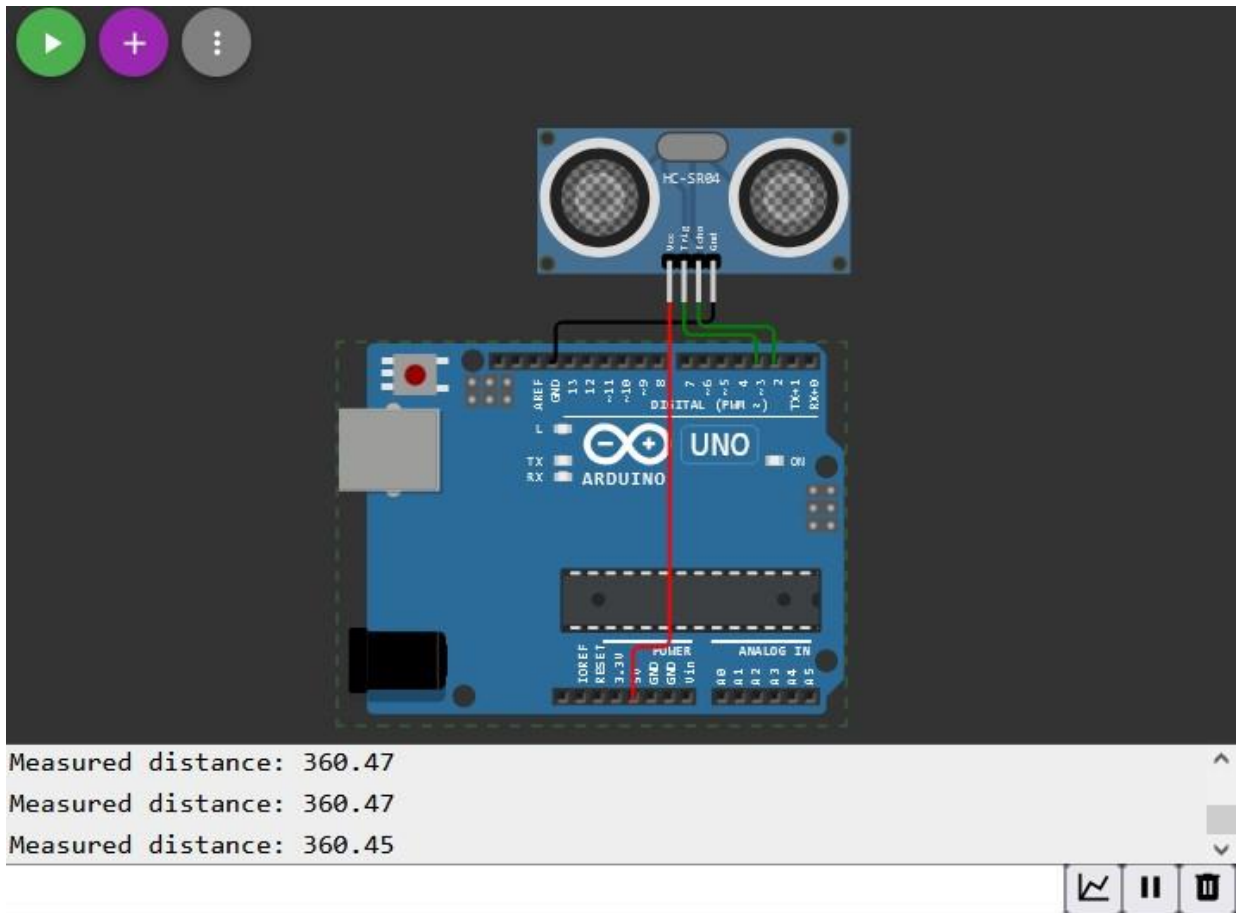 HC-SR04
Vcc
Trig
Echo
Gnd
AREF
GND
13
12
~11
~10
~9
8
7
~6
~5
4
~3
2
TX→1
RX←0
DIGITAL (PWM ~)
L
TX
RX
UNO
ARDUINO
ON
IOREF
RESET
3.3V
5V
GND
GND
Vin
POWER
ANALOG IN
A0
A1
A2
A3
A4
A5
Measured distance: 360.47
Measured distance: 360.47
Measured distance: 360.45